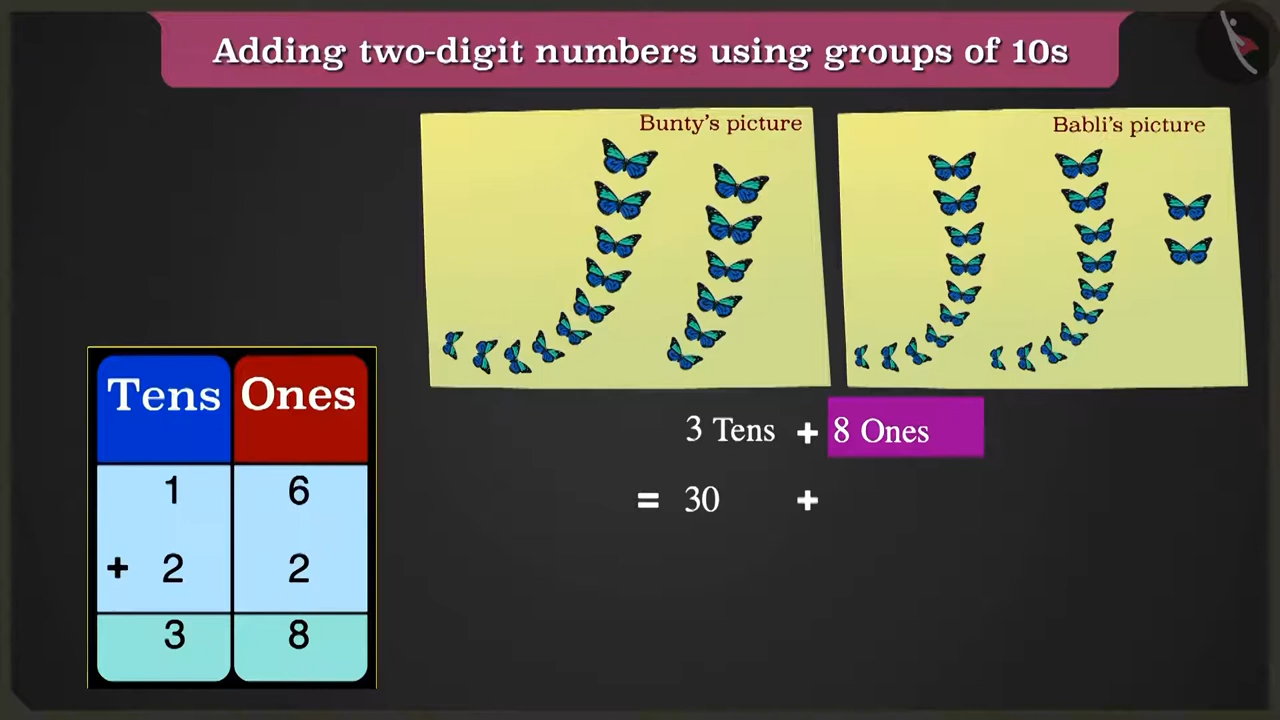 Adding two-digit numbers using groups of 10s
Bunty's picture
Babli's picture
3 Tens + 8 Ones
= 30 +
Tens Ones
1 6
+ 2 2
3 8